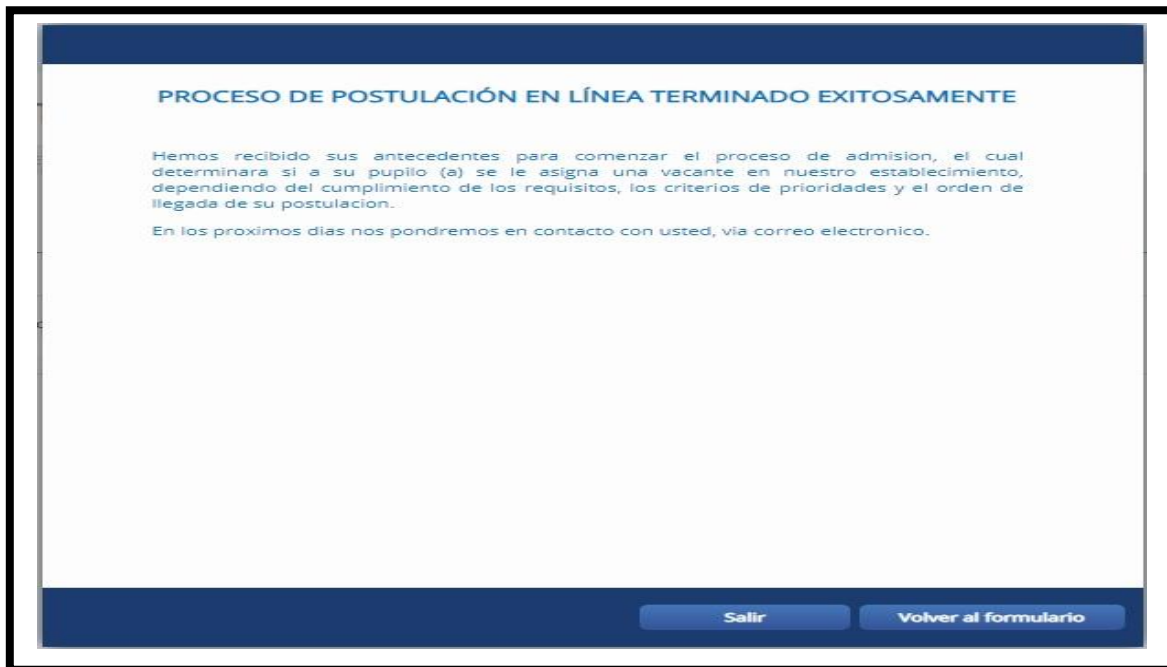 PROCESO DE POSTULACIÓN EN LÍNEA TERMINADO EXITOSAMENTE
Hemos recibido sus antecedentes para comenzar el proceso de admision, el cual
determinara si a su pupilo (a) se le asigna una vacante en nuestro establecimiento,
dependiendo del cumplimiento de los requisitos, los criterios de prioridades y el orden de
llegada de su postulacion.
En los proximos dias nos pondremos en contacto con usted, via correo electronico.
Salir
Volver al formulario